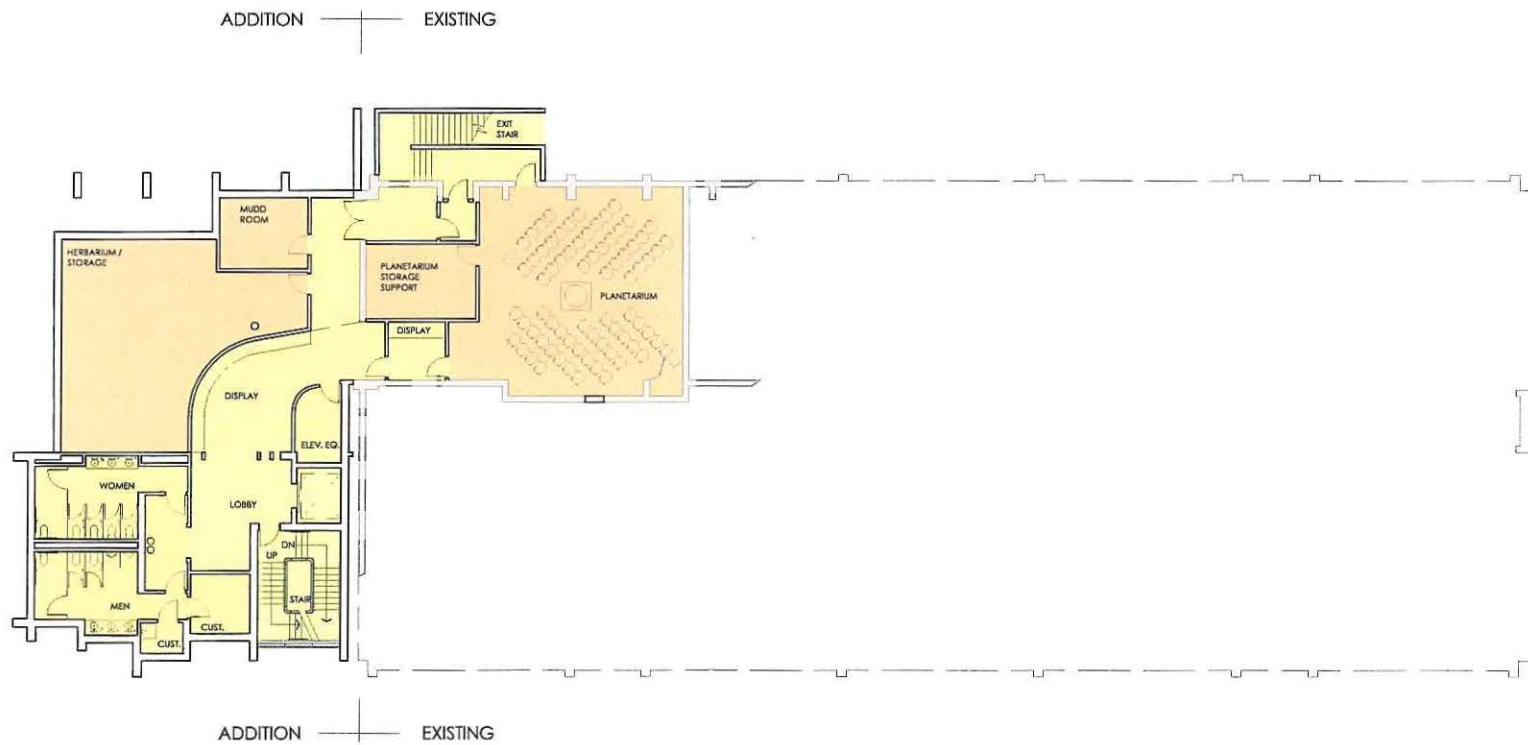 ADDITION EXISTING
EXIT
STAIR
MUDD
ROOM
HERBARIUM /
STORAGE
PLANETARIUM
STORAGE
SUPPORT
PLANETARIUM
DISPLAY
DISPLAY
ELEV. EQ.
WOMEN
LOBBY
DN
UP
STAIR
MEN
CUST.
CUST.
ADDITION EXISTING